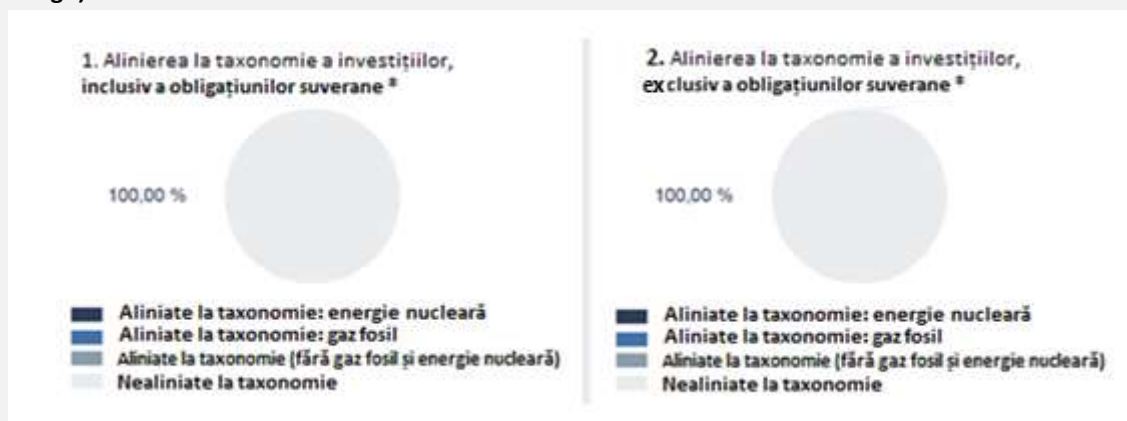 1. Alinierea la taxonomie a investițiilor,
inclusiv a obligațiunilor suverane *
100,00 %
Aliniate la taxonomie: energie nucleară
Aliniate la taxonomie: gaz fosil
Aliniate la taxonomie (fără gaz fosil și energie nucleară)
Nealiniate la taxonomie
2. Alinierea la taxonomie a investițiilor,
exclusiv a obligațiunilor suverane *
100,00 %
Aliniate la taxonomie: energie nucleară
Aliniate la taxonomie: gaz fosil
Aliniate la taxonomie (fără gaz fosil și energie nucleară)
Nealiniate la taxonomie